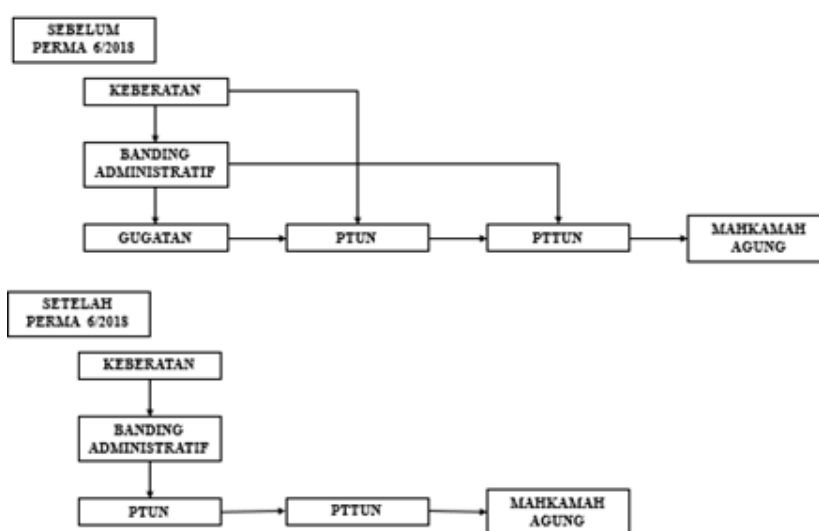 SEBELUM
PERMA 6/2018
KEBERATAN
BANDING
ADMINISTRATIF
GUGATAN
PTUN
PTTUN
MAHKAMAH
AGUNG
SETELAH
PERMA 6/2018
KEBERATAN
BANDING
ADMINISTRATIF
PTUN
PTTUN
MAHKAMAH
AGUNG